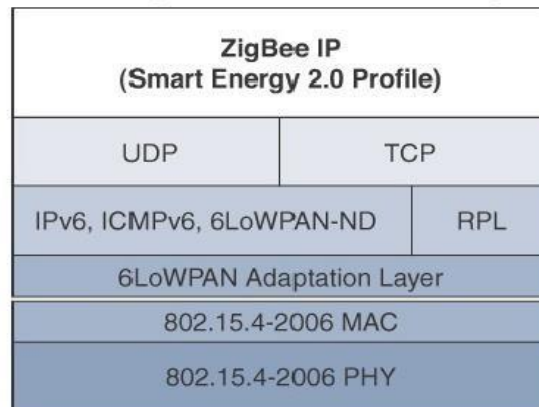 ZigBee IP
(Smart Energy 2.0 Profile)
UDP TCP
IPv6, ICMPv6, 6LoWPAN-ND RPL
6LoWPAN Adaptation Layer
802.15.4-2006 MAC
802.15.4-2006 PHY